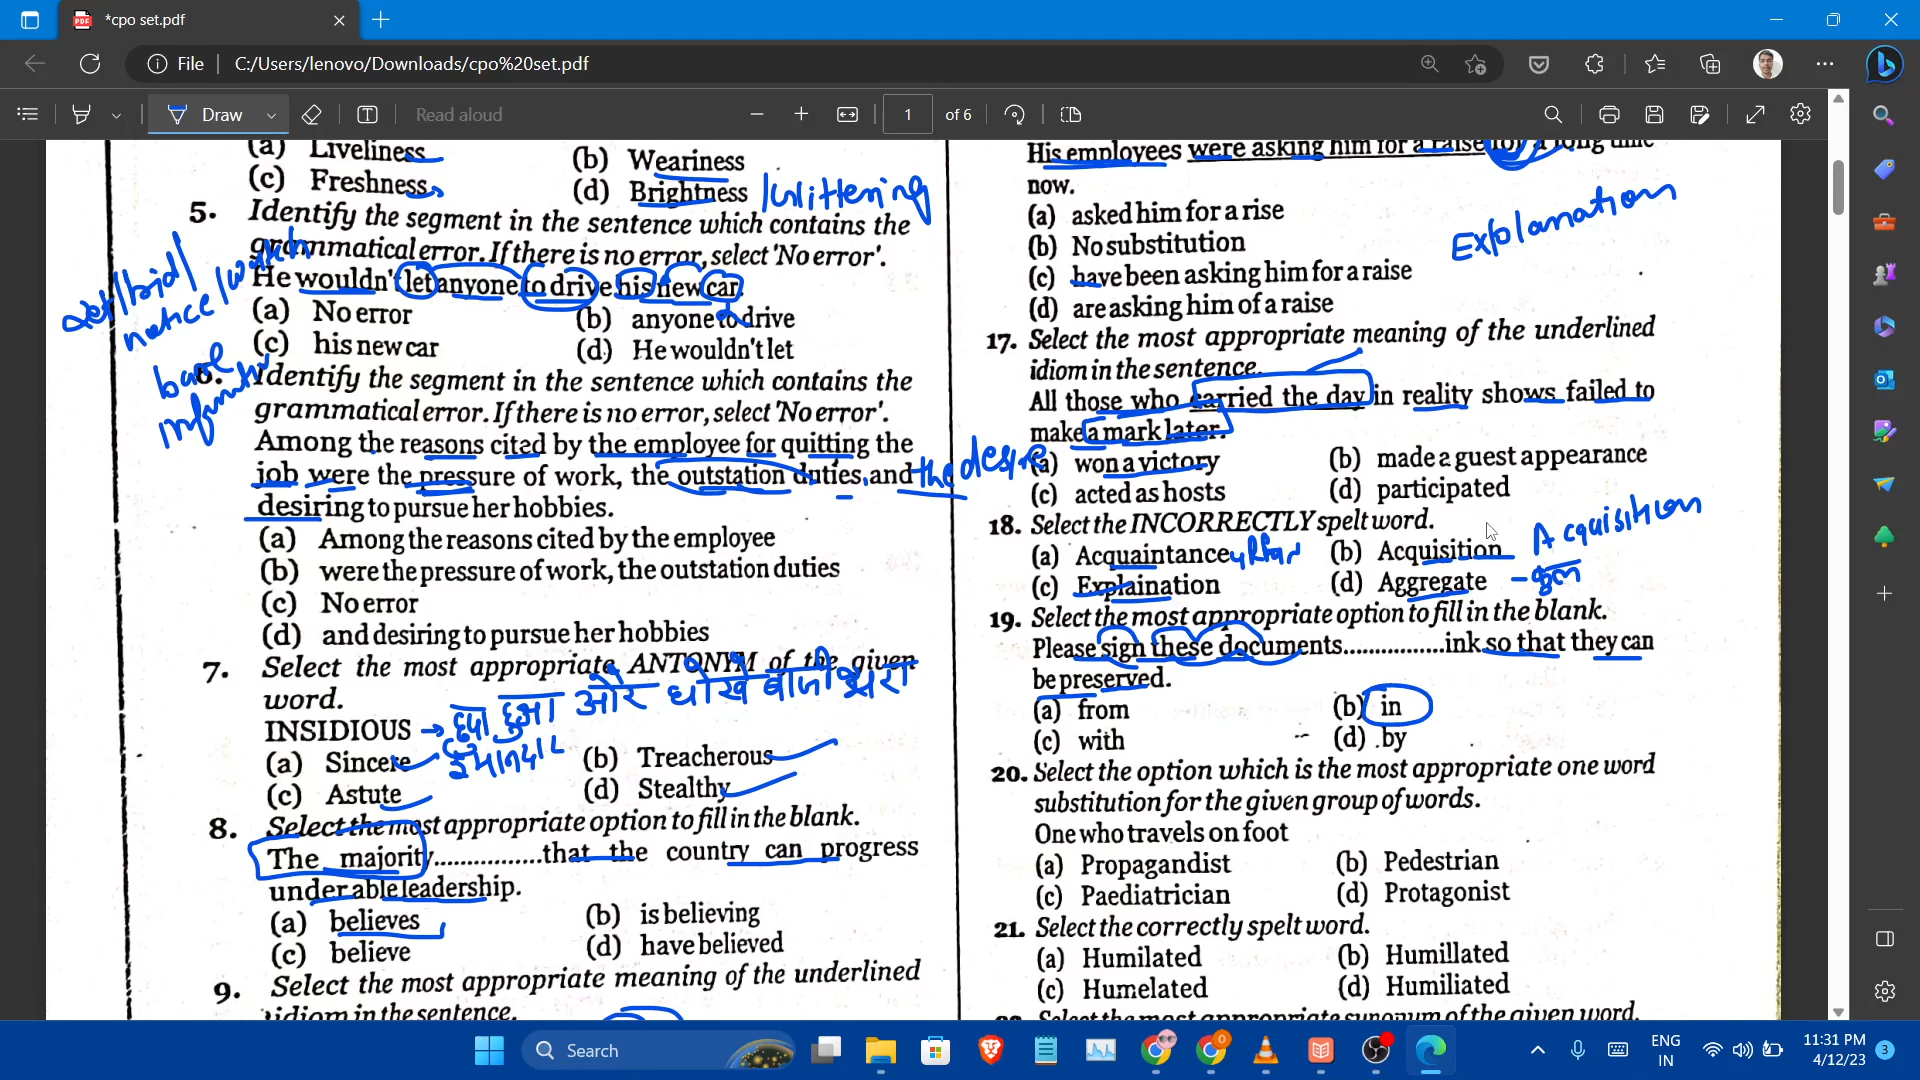 *cpo set.pdf
File
C:/Users/lenovo/Downloads/cpo%20set.pdf
Draw
Read aloud
1
of 6
(a) Liveliness (b) Weariness
(c) Freshness (d) Brightness
5. Identify the segment in the sentence which contains the
grammatical error. If there is no error, select 'No error'.
He wouldn't let anyone to drive his new car.
(a) No error (b) anyone to drive
(c) his new car (d) He wouldn't let
6. Identify the segment in the sentence which contains the
grammatical error. If there is no error, select 'No error'.
Among the reasons cited by the employee for quitting the
job were the pressure of work, the outstation duties, and the desire
desiring to pursue her hobbies.
(a) Among the reasons cited by the employee
(b) were the pressure of work, the outstation duties
(c) No error
(d) and desiring to pursue her hobbies
7. Select the most appropriate ANTONYM of the given
word.
INSIDIOUS → छुपा हुआ और धोखे बाजी भरा
(a) Sincere ईमानदार (b) Treacherous
(c) Astute (d) Stealthy
8. Select the most appropriate option to fill in the blank.
The majority................that the country can progress
under able leadership.
(a) believes (b) is believing
(c) believe (d) have believed
9. Select the most appropriate meaning of the underlined
idiom in the sentence.
His employees were asking him for a raise for a long time
now.
(a) asked him for a rise
(b) No substitution
(c) have been asking him for a raise
(d) are asking him of a raise
Explanation
17. Select the most appropriate meaning of the underlined
idiom in the sentence.
All those who carried the day in reality shows failed to
make a mark later.
(a) won a victory (b) made a guest appearance
(c) acted as hosts (d) participated
18. Select the INCORRECTLY spelt word.
(a) Acquaintance (b) Acquisition Acquisition
(c) Explaination (d) Aggregate
19. Select the most appropriate option to fill in the blank.
Please sign these documents................ink so that they can
be preserved.
(a) from (b) in
(c) with (d) by
20. Select the option which is the most appropriate one word
substitution for the given group of words.
One who travels on foot
(a) Propagandist (b) Pedestrian
(c) Paediatrician (d) Protagonist
21. Select the correctly spelt word.
(a) Humilated (b) Humillated
(c) Humelated (d) Humiliated
Select the most appropriate synonym of the given word.
Search
ENG
IN
11:31 PM
4/12/23
3